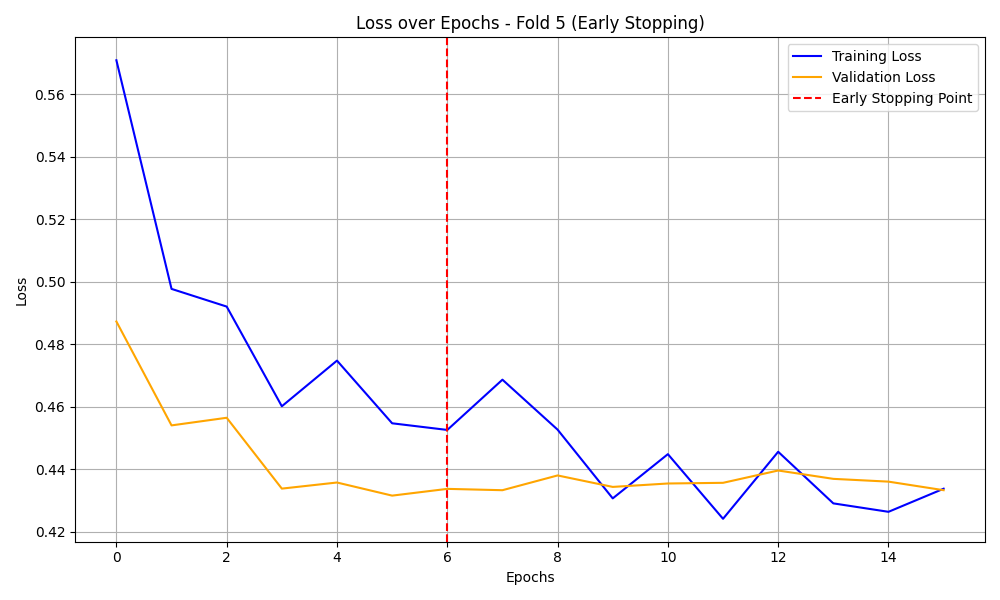 Loss over Epochs - Fold 5 (Early Stopping)
Training Loss
Validation Loss
Early Stopping Point
0.56
0.54
0.52
0.50
0.48
0.46
0.44
0.42
Loss
0 2 4 6 8 10 12 14
Epochs